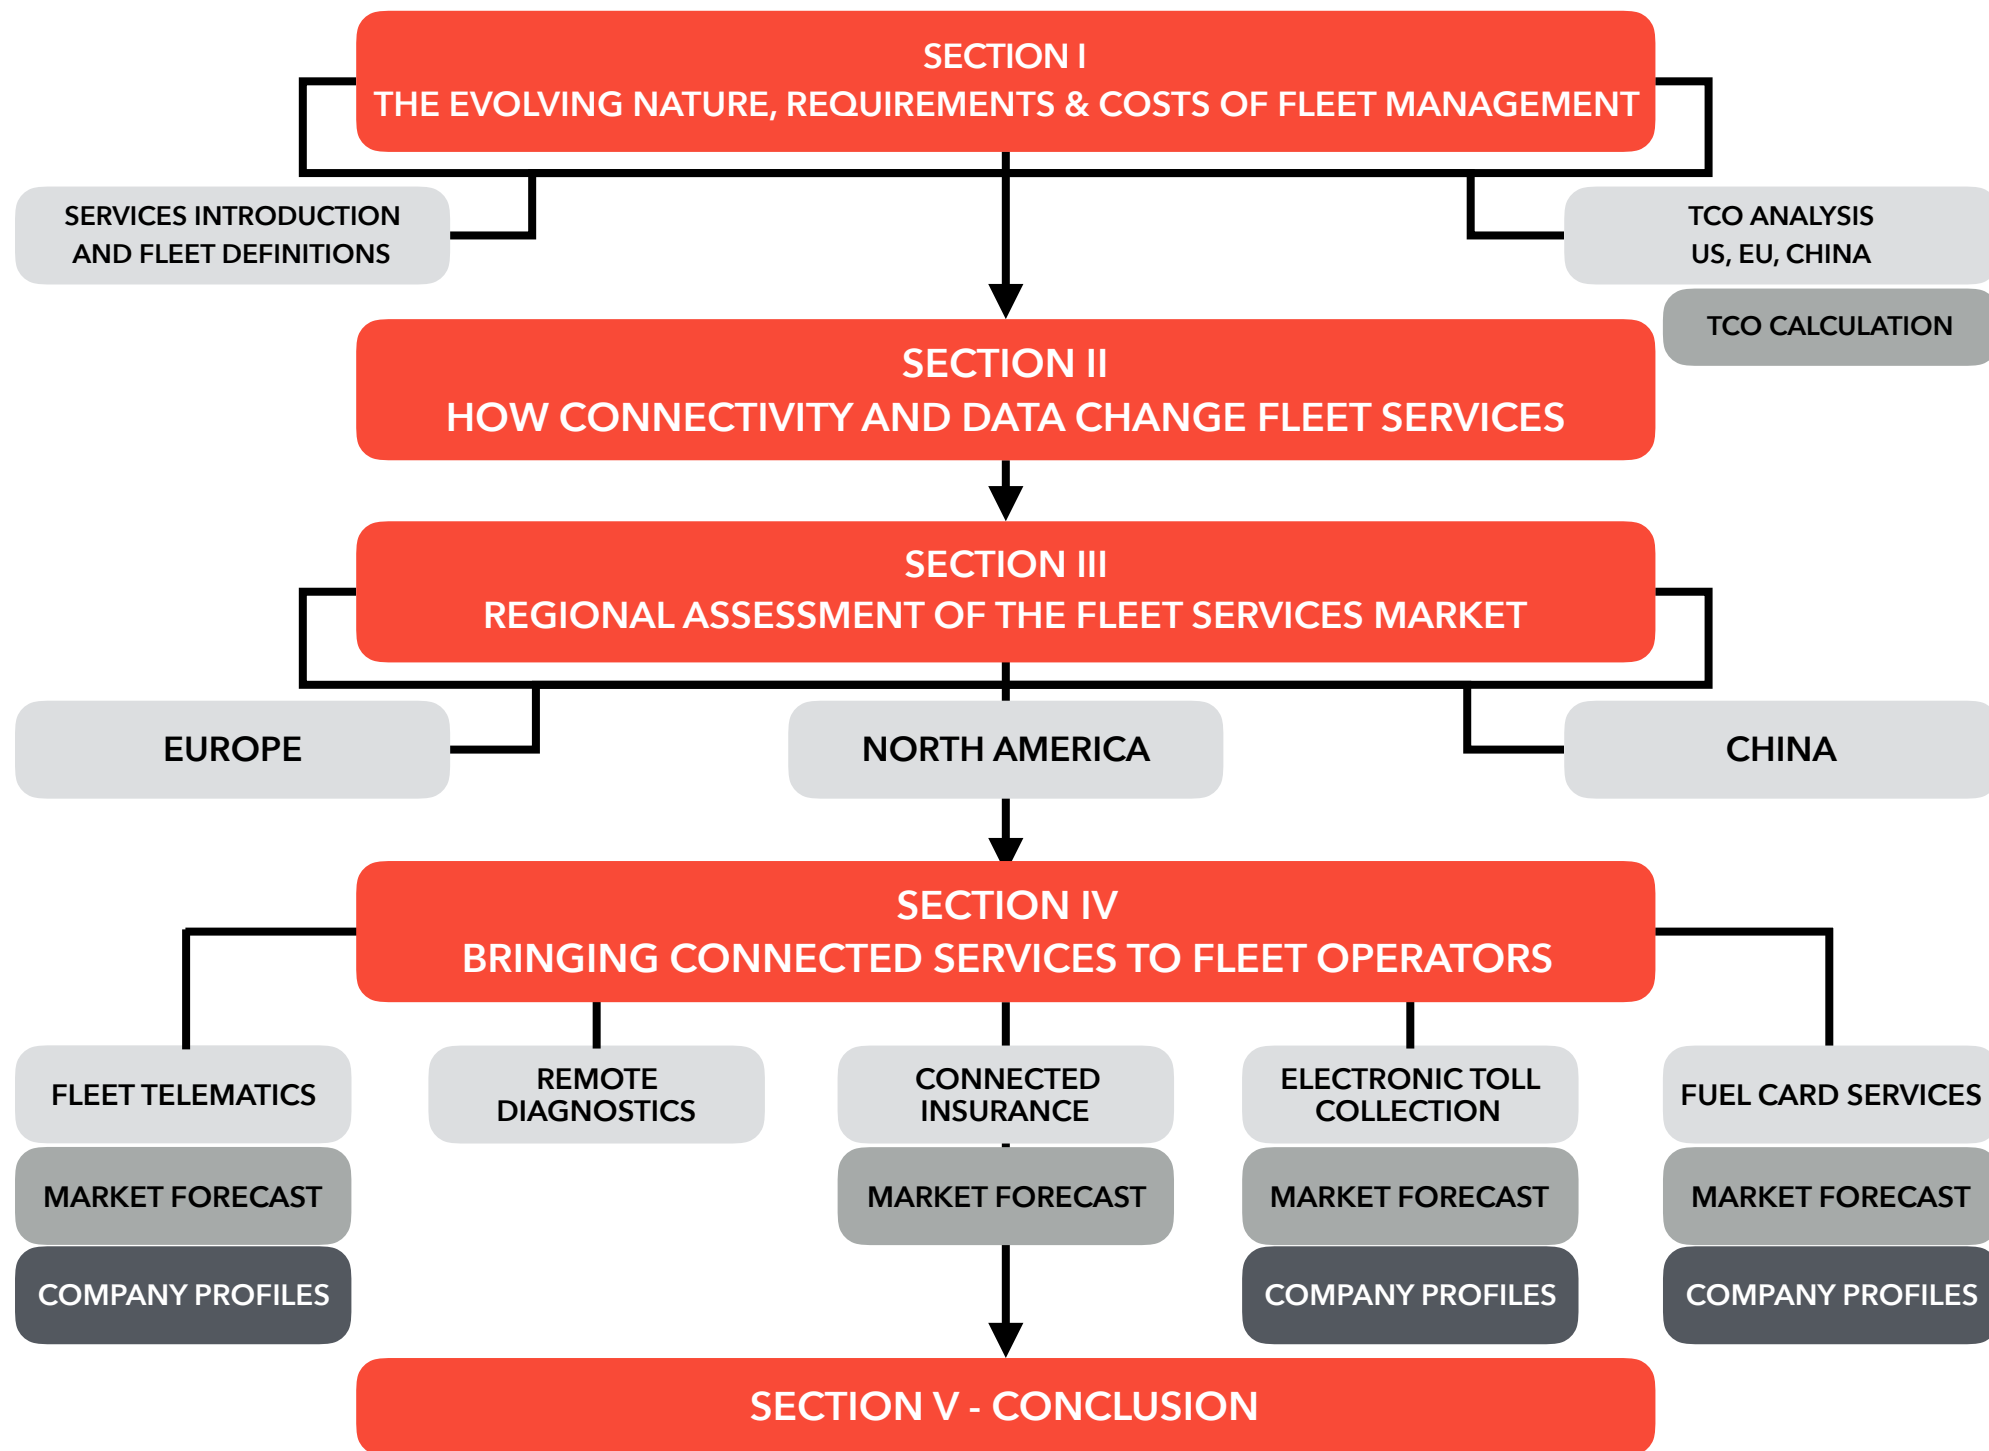 SECTION I
THE EVOLVING NATURE, REQUIREMENTS & COSTS OF FLEET MANAGEMENT
SERVICES INTRODUCTION
AND FLEET DEFINITIONS
TCO ANALYSIS
US, EU, CHINA
TCO CALCULATION
SECTION II
HOW CONNECTIVITY AND DATA CHANGE FLEET SERVICES
SECTION III
REGIONAL ASSESSMENT OF THE FLEET SERVICES MARKET
EUROPE
NORTH AMERICA
CHINA
SECTION IV
BRINGING CONNECTED SERVICES TO FLEET OPERATORS
FLEET TELEMATICS
MARKET FORECAST
COMPANY PROFILES
REMOTE
DIAGNOSTICS
CONNECTED
INSURANCE
MARKET FORECAST
ELECTRONIC TOLL
COLLECTION
MARKET FORECAST
COMPANY PROFILES
FUEL CARD SERVICES
MARKET FORECAST
COMPANY PROFILES
SECTION V - CONCLUSION